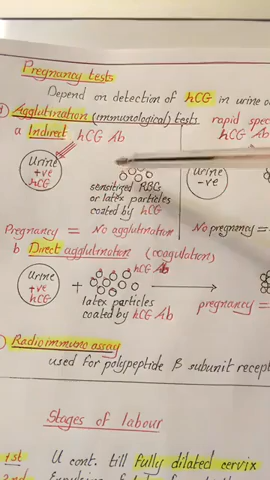 Pregnancy tests
Depend on detection of hCG in urine o
Agglutination (immunological) tests rapid spec
a Indirect hCG Ab hCG Ab
Urine +ve hCG
Urine -ve
sensitised RBC
or latex particles
coated by hCG
Pregnancy = No agglutination No pregnancy =
b Direct agglutination (coagulation)
hCG Ab
Urine +ve hCG + latex particles
coated by hCG Ab
pregnancy =
Radioimmuno assay
used for polypeptide β subunit recept
Stages of labour
1st U cont. till fully dilated cervix
2nd